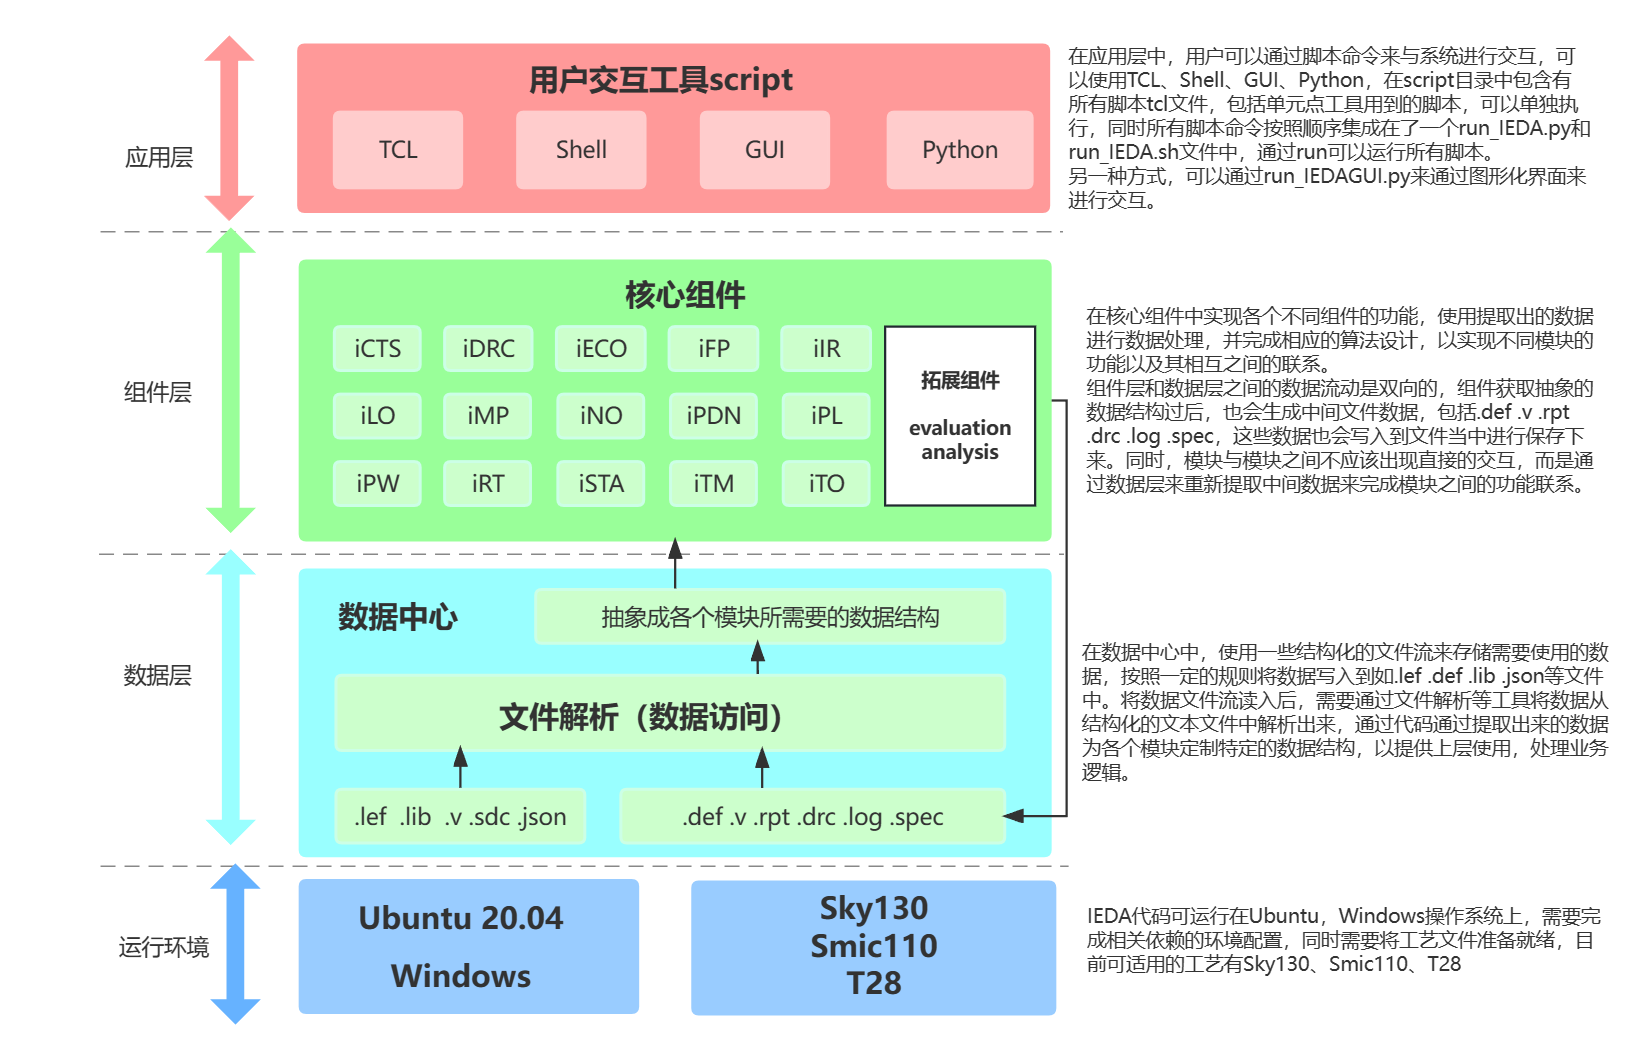 用户交互工具script
TCL
Shell
GUI
Python
应用层
在应用层中，用户可以通过脚本命令来与系统进行交互，可
以使用TCL、Shell、GUI、Python，在script目录中包含有
所有脚本tcl文件，包括单元点工具用到的脚本，可以单独执
行，同时所有脚本命令按照顺序集成在了一个run_IEDA.py和
run_IEDA.sh文件中，通过run可以运行所有脚本。
另一种方式，可以通过run_IEDAGUI.py来通过图形化界面来
进行交互。
核心组件
iCTS
iDRC
iECO
iFP
iIR
iLO
iMP
iNO
iPDN
iPL
iPW
iRT
iSTA
iTM
iTO
拓展组件
evaluation
analysis
组件层
在核心组件中实现各个不同组件的功能，使用提取出的数据
进行数据处理，并完成相应的算法设计，以实现不同模块的
功能以及其相互之间的联系。
组件层和数据层之间的数据流动是双向的，组件获取抽象的
数据结构过后，也会生成中间文件数据，包括.def .v .rpt
.drc .log .spec，这些数据也会写入到文件当中进行保存下
来。同时，模块与模块之间不应该出现直接的交互，而是通
过数据层来重新提取中间数据来完成模块之间的功能联系。
数据中心
抽象成各个模块所需要的数据结构
文件解析（数据访问）
.lef .lib .v .sdc .json
.def .v .rpt .drc .log .spec
数据层
在数据中心中，使用一些结构化的文件流来存储需要使用的数
据，按照一定的规则将数据写入到如.lef .def .lib .json等文件
中。将数据文件流读入后，需要通过文件解析等工具将数据从
结构化的文本文件中解析出来，通过代码通过提取出来的数据
为各个模块定制特定的数据结构，以提供上层使用，处理业务
逻辑。
运行环境
Ubuntu 20.04
Windows
Sky130
Smic110
T28
IEDA代码可运行在Ubuntu，Windows操作系统上，需要完
成相关依赖的环境配置，同时需要将工艺文件准备就绪，目
前可适用的工艺有Sky130、Smic110、T28